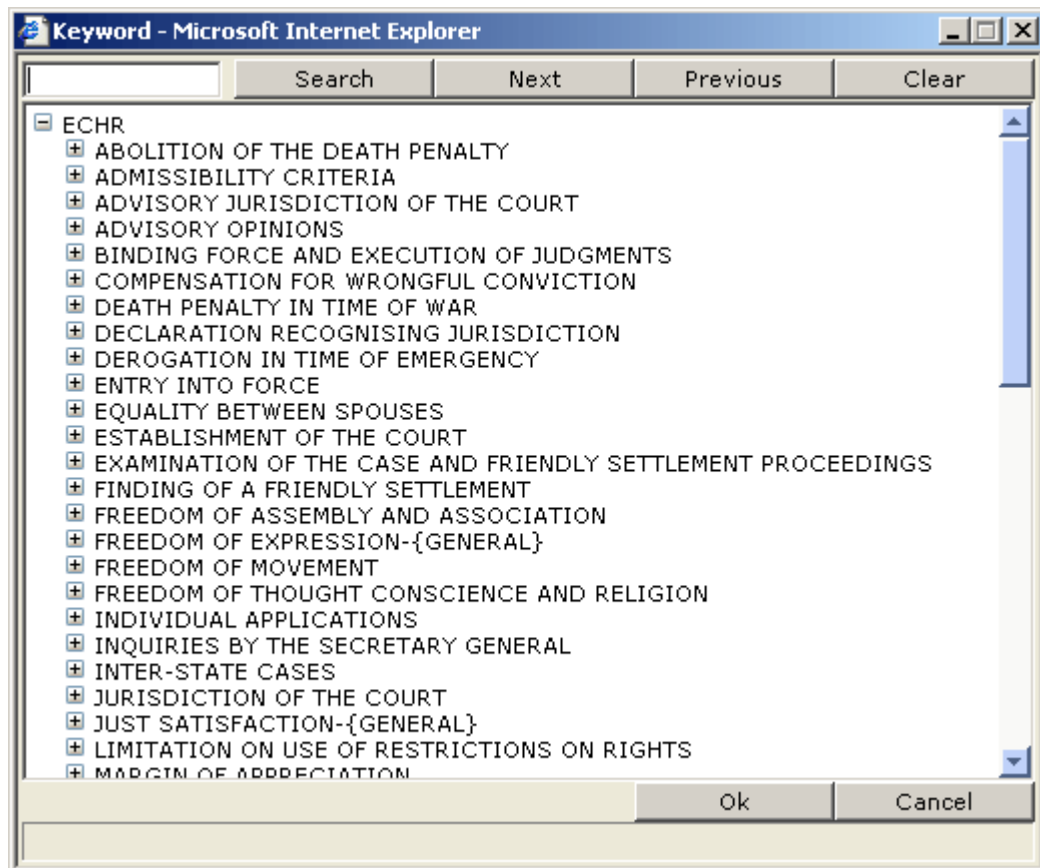 Keyword - Microsoft Internet Explorer
Search Next Previous Clear
ECHR
ABOLITION OF THE DEATH PENALTY
ADMISSIBILITY CRITERIA
ADVISORY JURISDICTION OF THE COURT
ADVISORY OPINIONS
BINDING FORCE AND EXECUTION OF JUDGMENTS
COMPENSATION FOR WRONGFUL CONVICTION
DEATH PENALTY IN TIME OF WAR
DECLARATION RECOGNISING JURISDICTION
DEROGATION IN TIME OF EMERGENCY
ENTRY INTO FORCE
EQUALITY BETWEEN SPOUSES
ESTABLISHMENT OF THE COURT
EXAMINATION OF THE CASE AND FRIENDLY SETTLEMENT PROCEEDINGS
FINDING OF A FRIENDLY SETTLEMENT
FREEDOM OF ASSEMBLY AND ASSOCIATION
FREEDOM OF EXPRESSION-{GENERAL}
FREEDOM OF MOVEMENT
FREEDOM OF THOUGHT CONSCIENCE AND RELIGION
INDIVIDUAL APPLICATIONS
INQUIRIES BY THE SECRETARY GENERAL
INTER-STATE CASES
JURISDICTION OF THE COURT
JUST SATISFACTION-{GENERAL}
LIMITATION ON USE OF RESTRICTIONS ON RIGHTS
MARGIN OF APPRECIATION
Ok Cancel